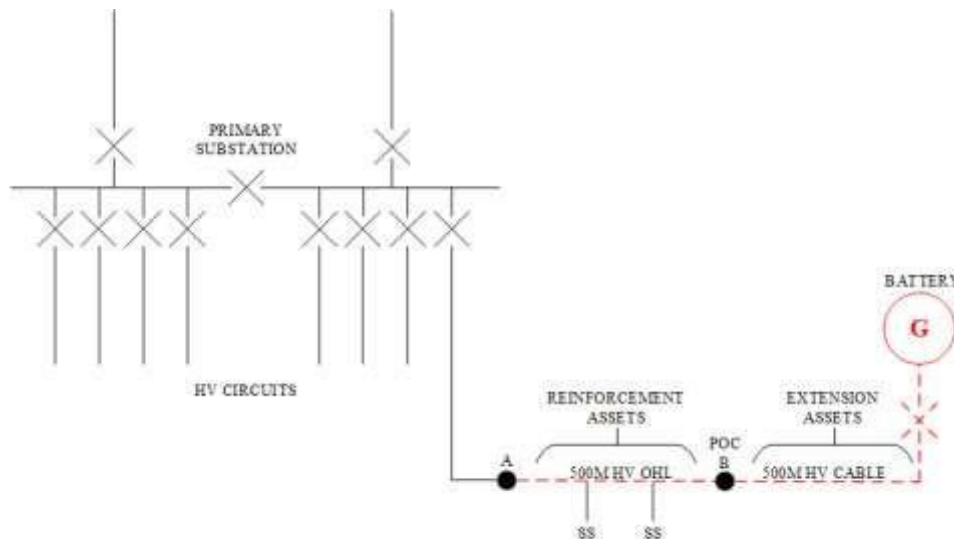 PRIMARY
SUBSTATION
BATTERY
G
HV CIRCUITS
REINFORCEMENT
ASSETS
EXTENSION
ASSETS
A
POC
B
500M HV OHL
500M HV CABLE
SS
SS